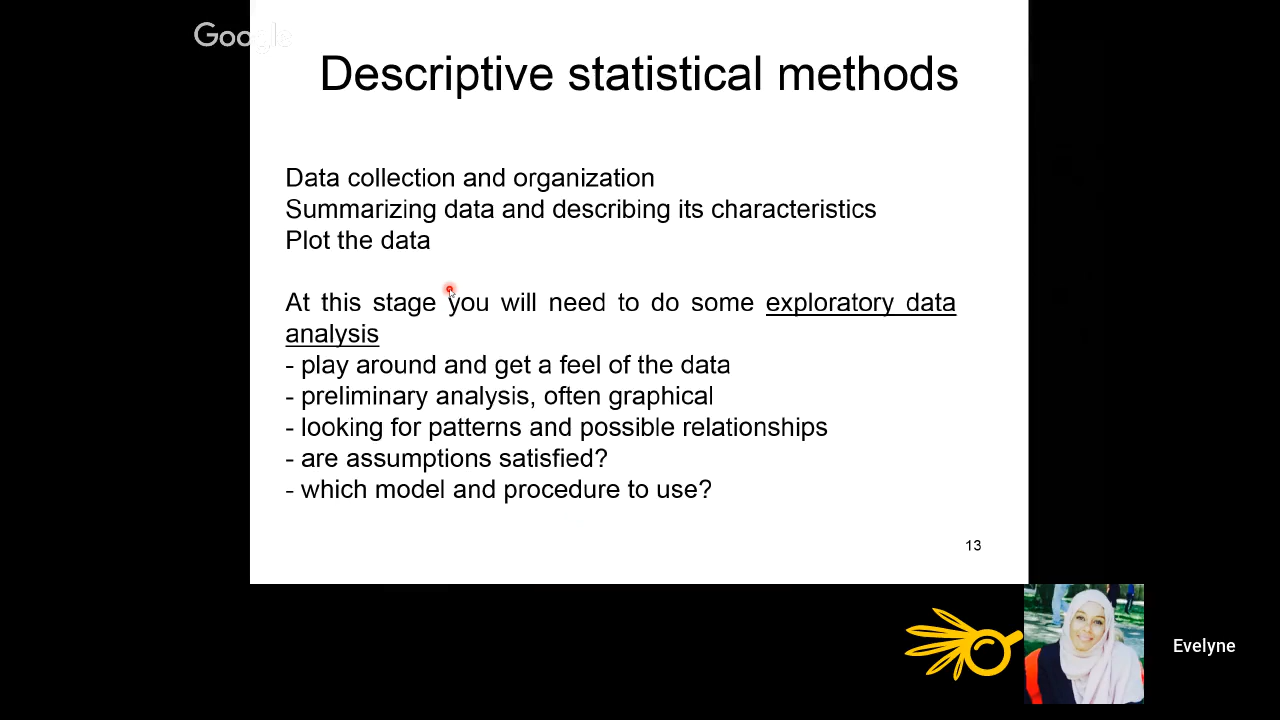 Google
Descriptive statistical methods
Data collection and organization
Summarizing data and describing its characteristics
Plot the data
At this stage you will need to do some exploratory data
analysis
- play around and get a feel of the data
- preliminary analysis, often graphical
- looking for patterns and possible relationships
- are assumptions satisfied?
- which model and procedure to use?
13
Evelyne